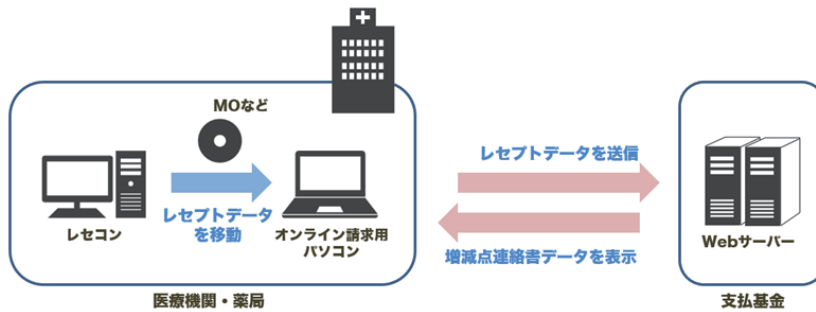 MOなど
レセプトデータを送信
レセコン
レセプトデータ
を移動
オンライン請求用
パソコン
増減点連絡書データを表示
Webサーバー
医療機関・薬局
支払基金